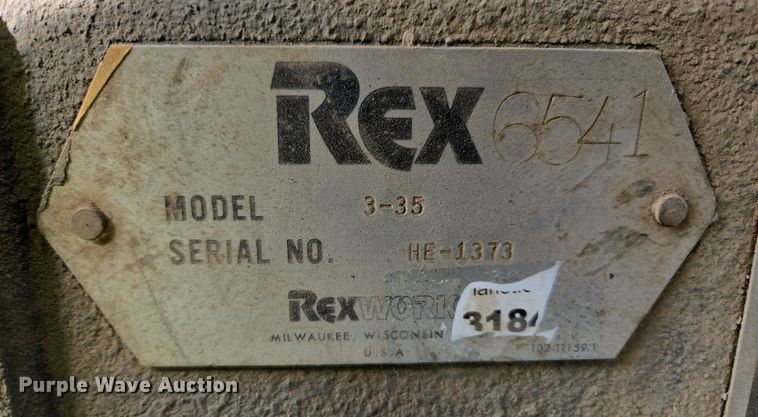 REX 6541
MODEL 3-35
SERIAL NO. HE-1373
REXWORK
3184
MILWAUKEE, WISCONSIN
U.S.A.
Purple Wave Auction